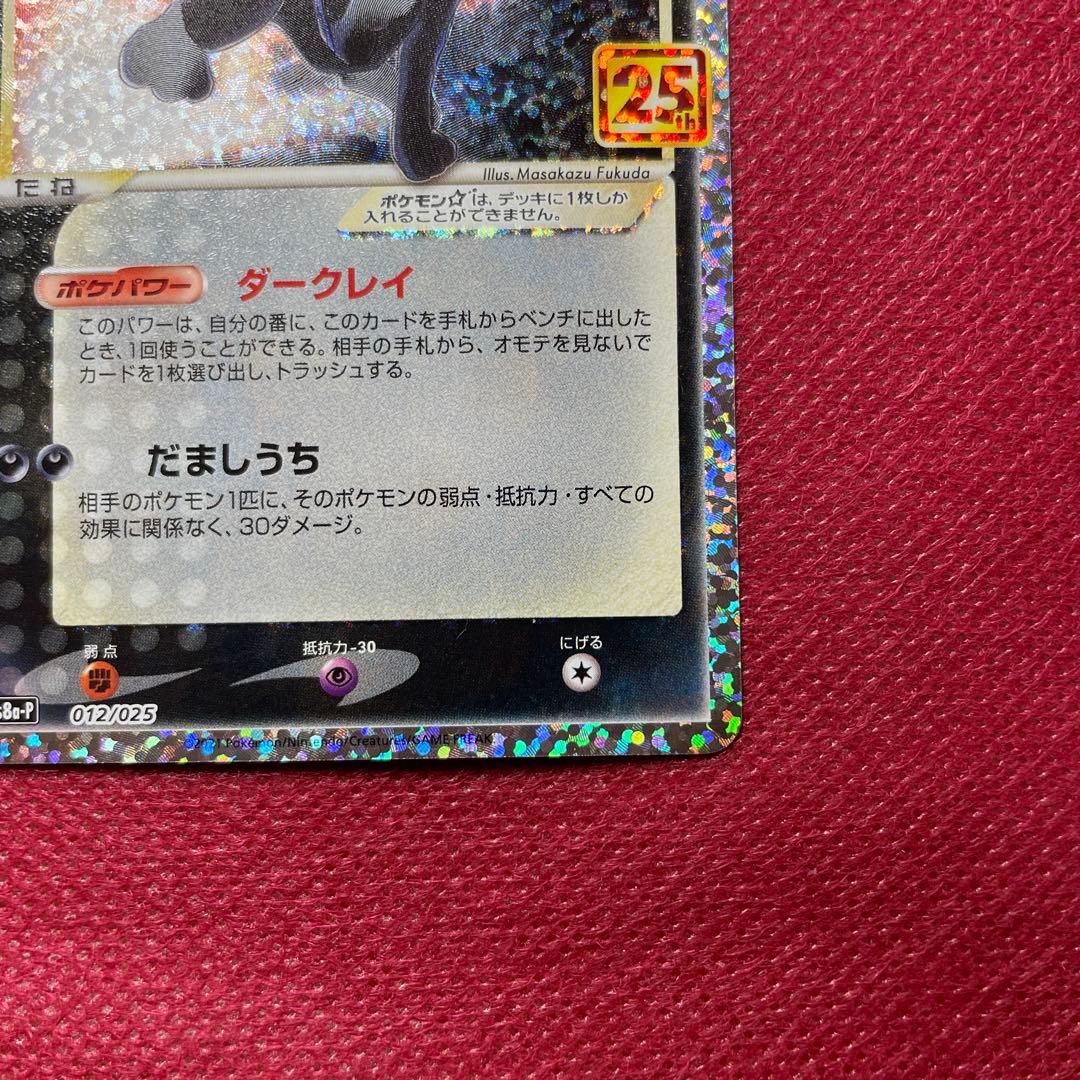 25th
Illus. Masakazu Fukuda
たね
ポケモン☆は、デッキに1枚しか
入れることができません。
ポケパワー ダークレイ
このパワーは、自分の番に、このカードを手札からベンチに出した
とき、1回使うことができる。相手の手札から、オモテを見ないで
カードを1枚選び出し、トラッシュする。
だましうち
相手のポケモン1匹に、そのポケモンの弱点・抵抗力・すべての
効果に関係なく、30ダメージ。
弱点 抵抗力-30 にげる
s8a-P 012/025
©2021 Pokémon/Nintendo/Creatures/GAME FREAK.